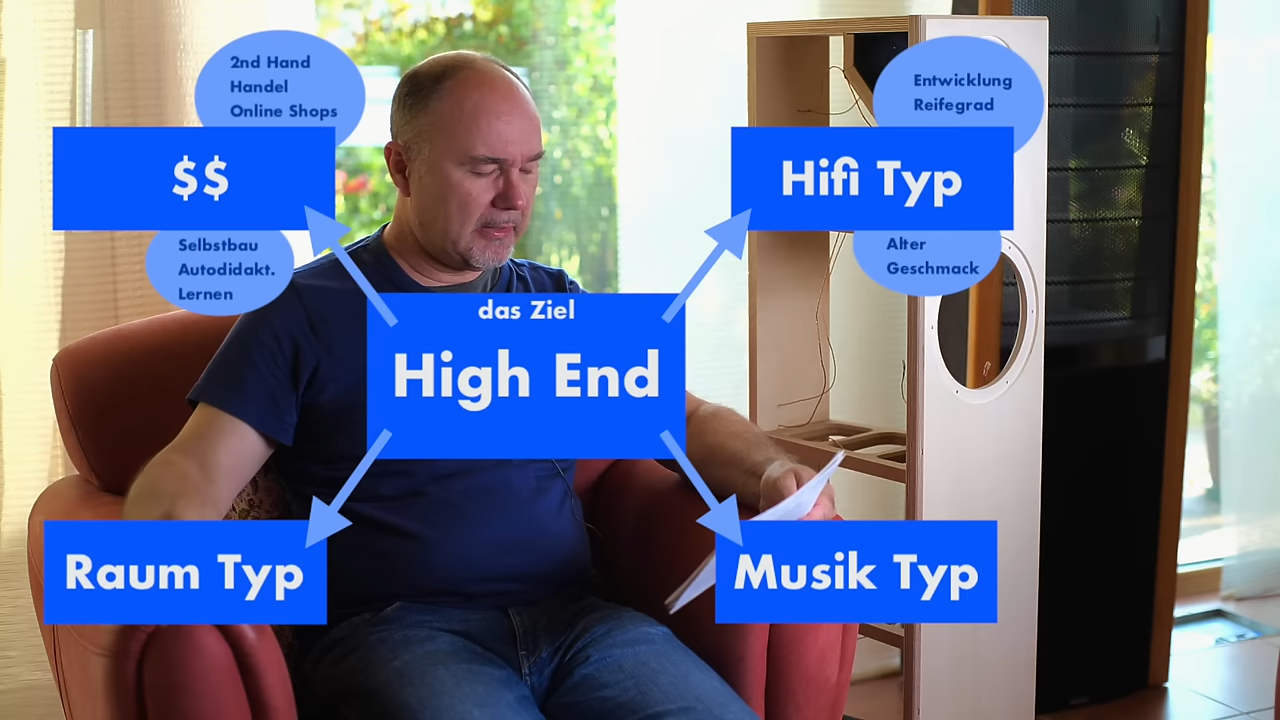 2nd Hand
Handel
Online Shops
$$
Selbstbau
Autodidakt.
Lernen
Entwicklung
Reifegrad
Hifi Typ
Alter
Geschmack
das Ziel
High End
Raum Typ
Musik Typ